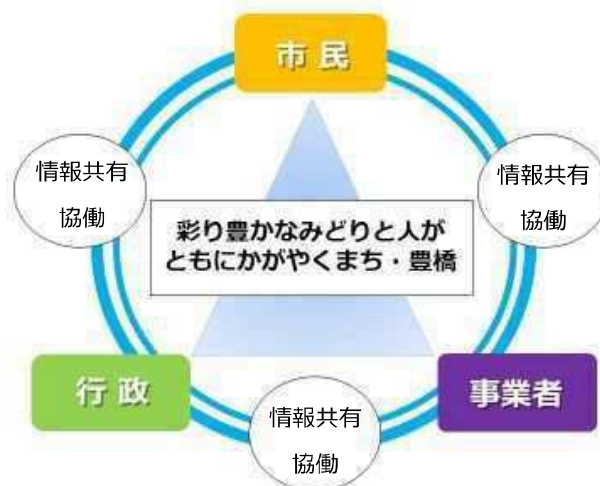 市民
情報共有
協働
情報共有
協働
彩り豊かなみどりと人が
ともにかがやくまち・豊橋
行政
事業者
情報共有
協働